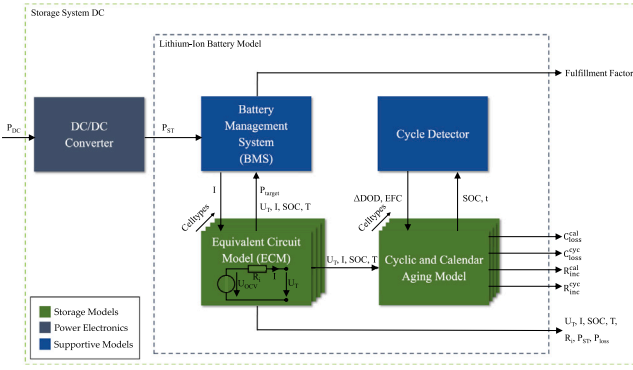 Storage System DC
Lithium-Ion Battery Model
Fulfillment Factor
P_DC
DC/DC
Converter
P_ST
Battery
Management
System
(BMS)
Cycle Detector
I
P_target
U_T, I, SOC, T
Celltypes
ΔDOD, EFC
SOC, t
Celltypes
Equivalent Circuit
Model (ECM)
R_i
I
U_OCV
U_T
U_T, I, SOC, T
Cyclic and Calendar
Aging Model
C_loss^cal
C_loss^cyc
R_inc^cal
R_inc^cyc
Storage Models
Power Electronics
Supportive Models
U_T, I, SOC, T,
R_i, P_ST, P_loss